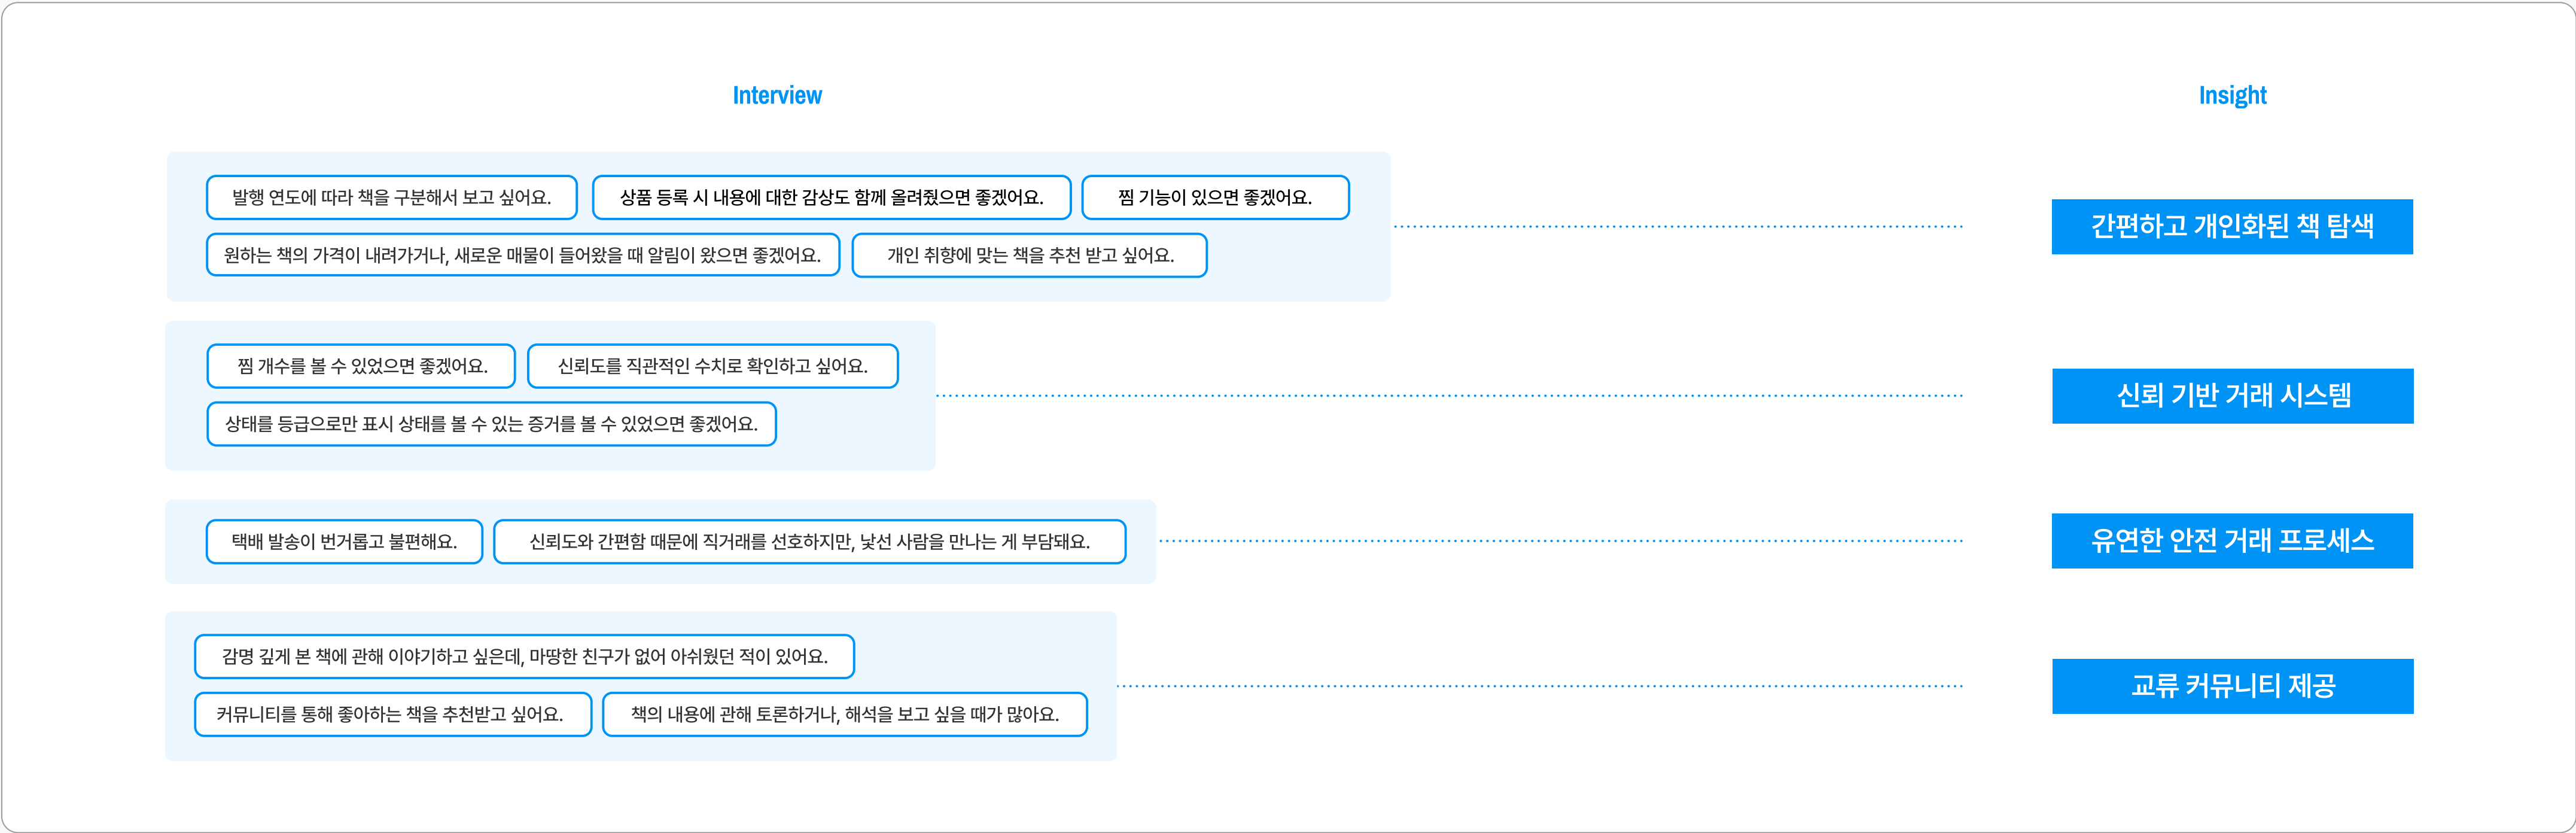 Interview
Insight
발행 연도에 따라 책을 구분해서 보고 싶어요.
상품 등록 시 내용에 대한 감상도 함께 올려줬으면 좋겠어요.
찜 기능이 있으면 좋겠어요.
원하는 책의 가격이 내려가거나, 새로운 매물이 들어왔을 때 알림이 왔으면 좋겠어요.
개인 취향에 맞는 책을 추천 받고 싶어요.
간편하고 개인화된 책 탐색
찜 개수를 볼 수 있었으면 좋겠어요.
신뢰도를 직관적인 수치로 확인하고 싶어요.
상태를 등급으로만 표시 상태를 볼 수 있는 증거를 볼 수 있었으면 좋겠어요.
신뢰 기반 거래 시스템
택배 발송이 번거롭고 불편해요.
신뢰도와 간편함 때문에 직거래를 선호하지만, 낯선 사람을 만나는 게 부담돼요.
유연한 안전 거래 프로세스
감명 깊게 본 책에 관해 이야기하고 싶은데, 마땅한 친구가 없어 아쉬웠던 적이 있어요.
커뮤니티를 통해 좋아하는 책을 추천받고 싶어요.
책의 내용에 관해 토론하거나, 해석을 보고 싶을 때가 많아요.
교류 커뮤니티 제공